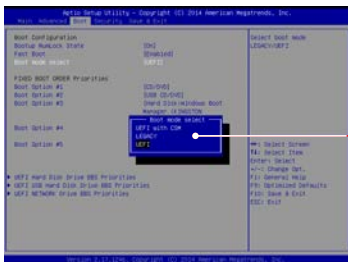 Aptio Setup Utility – Copyright (C) 2014 American Megatrends, Inc.
Main Advanced Boot Security Save & Exit
Boot Configuration
Bootup NumLock State [On]
Fast Boot [Enabled]
Boot mode select [UEFI]
FIXED BOOT ORDER Priorities
Boot Option #1 [CD/DVD]
Boot Option #2 [USB CD/DVD]
Boot Option #3 [Hard Disk:Windows Boot Manager (KINGSTON
Boot Option #4
Boot Option #5
Boot mode select
UEFI with CSM
LEGACY
UEFI
UEFI Hard Disk Drive BBS Priorities
UEFI USB Hard Disk Drive BBS Priorities
UEFI NETWORK Drive BBS Priorities
Select boot mode
LEGACY/UEFI
Select Screen
Select Item
Enter: Select
+/-: Change Opt.
F1: General Help
F9: Optimized Defaults
F10: Save & Exit
ESC: Exit
Version 2.17.1246. Copyright (C) 2014 American Megatrends, Inc.